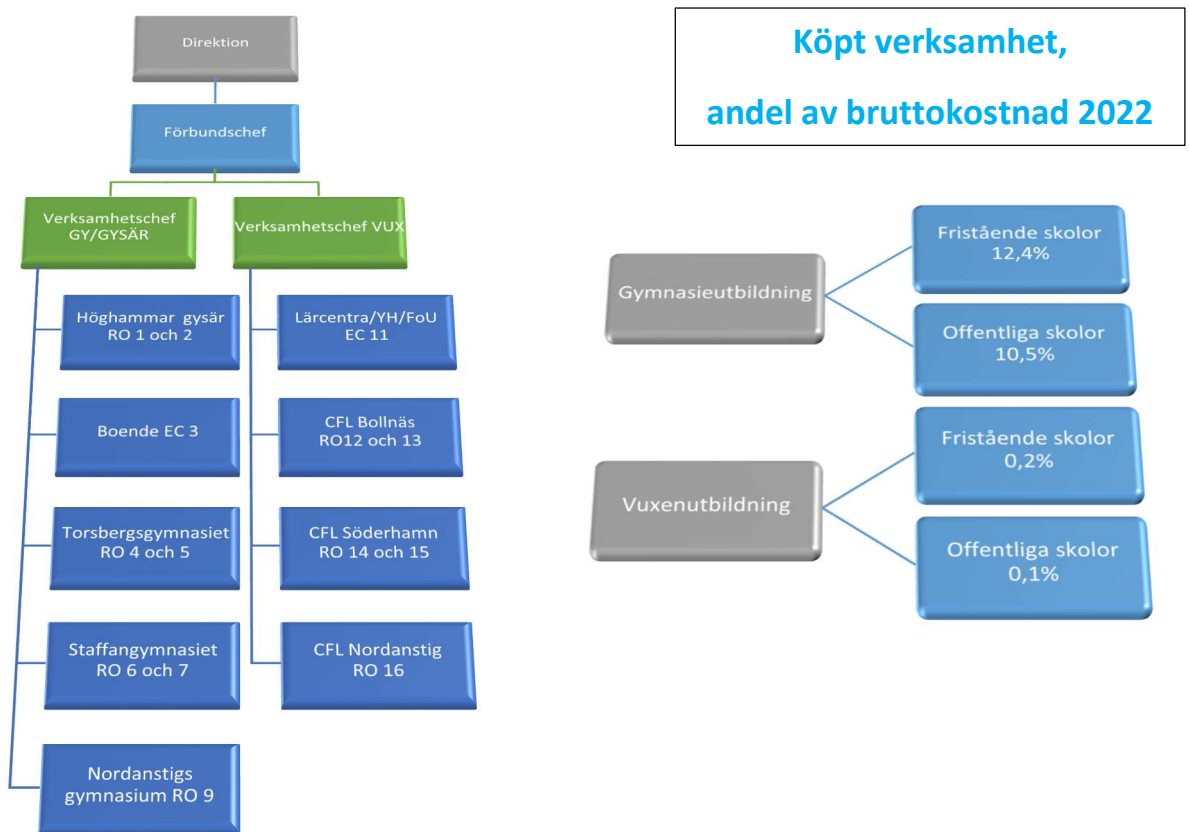 Direktion
Förbundschef
Verksamhetschef
GY/GYSÄR
Verksamhetschef VUX
Höghammar gysär
RO 1 och 2
Boende EC 3
Torsbergsgymnasiet
RO 4 och 5
Staffangymnasiet
RO 6 och 7
Nordanstigs
gymnasium RO 9
Lärcentra/YH/FoU
EC 11
CFL Bollnäs
RO12 och 13
CFL Söderhamn
RO 14 och 15
CFL Nordanstig
RO 16
Köpt verksamhet,
andel av bruttokostnad 2022
Gymnasieutbildning
Fristående skolor
12,4%
Offentliga skolor
10,5%
Vuxenutbildning
Fristående skolor
0,2%
Offentliga skolor
0,1%